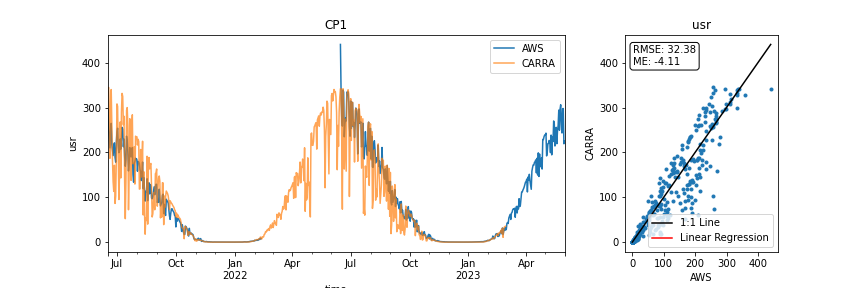 CP1
usr
AWS
CARRA
400
300
200
100
0
usr
Jul
Oct
Jan
2022
Apr
Jul
Oct
Jan
2023
Apr
usr
RMSE: 32.38
ME: -4.11
400
300
200
100
0
CARRA
1:1 Line
Linear Regression
0 100 200 300 400
AWS